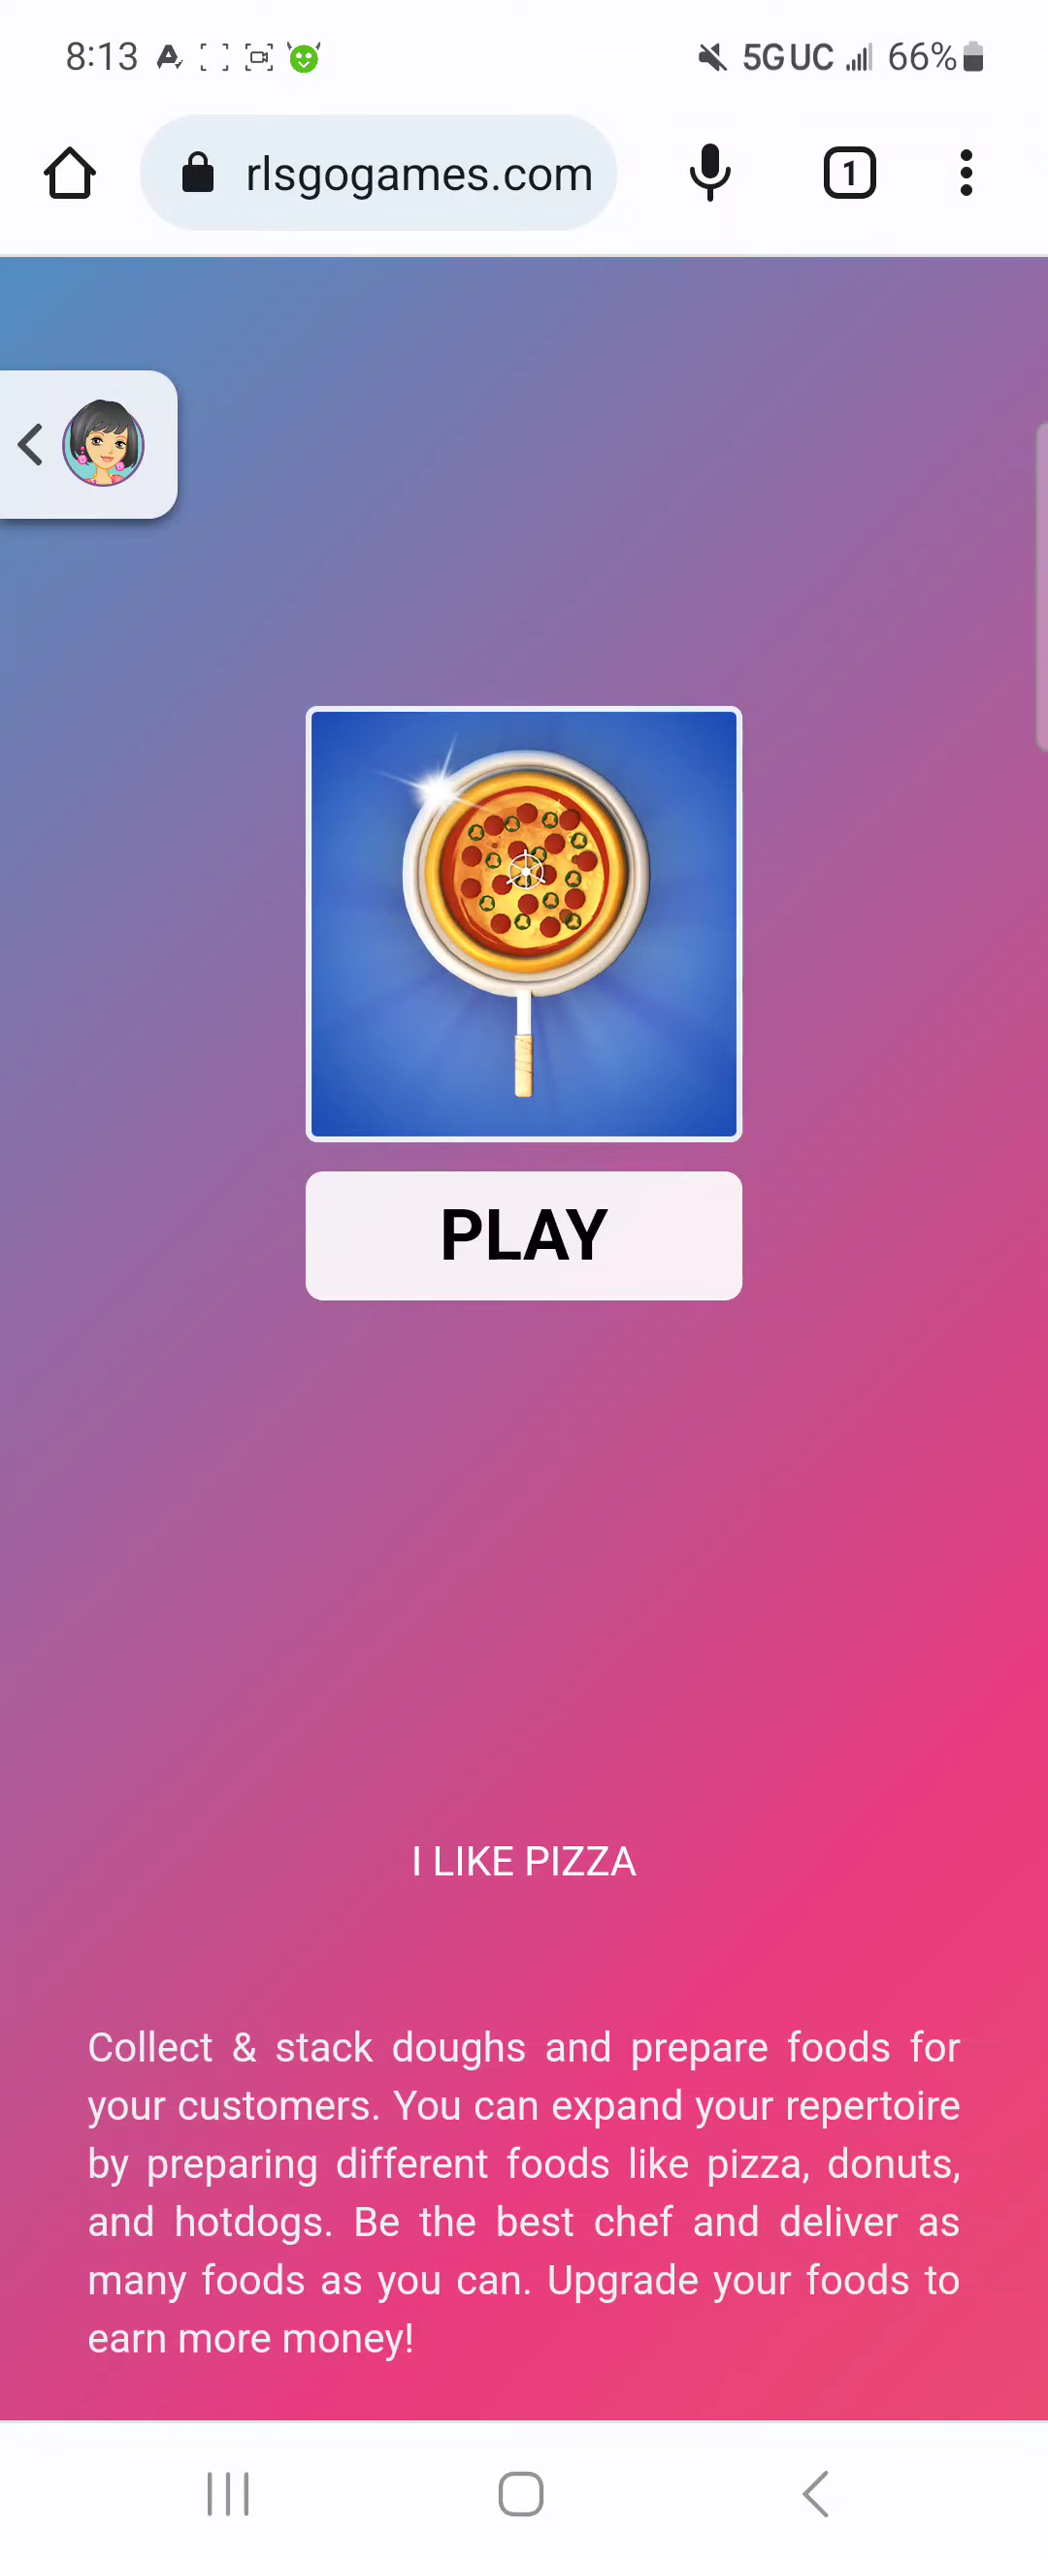 8:13 5G UC 66%
rlsgogames.com 1
PLAY
I LIKE PIZZA
Collect & stack doughs and prepare foods for
your customers. You can expand your repertoire
by preparing different foods like pizza, donuts,
and hotdogs. Be the best chef and deliver as
many foods as you can. Upgrade your foods to
earn more money!